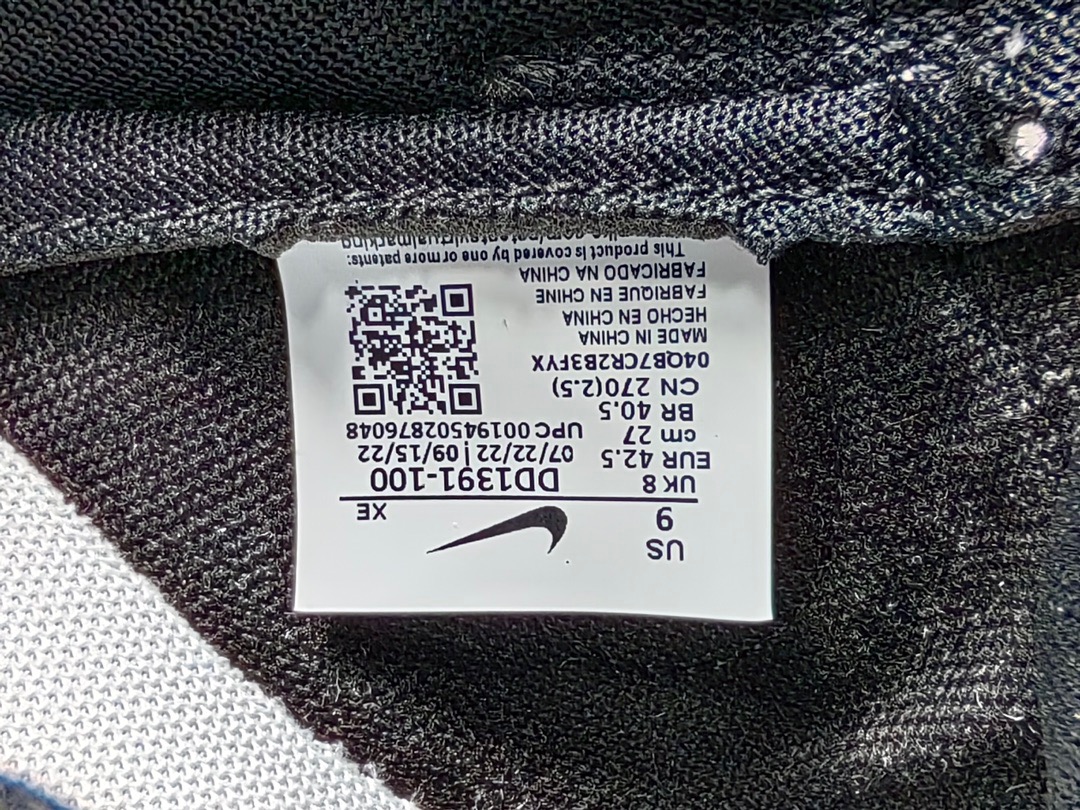 US
9
XE
UK 8
DD1391-100
EUR 42.5
07/22/22 | 09/15/22
cm 27
UPC 00194502876048
BR 40.5
CN 270(2.5)
04QB7CR2B3FYX
MADE IN CHINA
HECHO EN CHINA
FABRIQUE EN CHINE
FABRICADO NA CHINA
This product is covered by one or more patents: